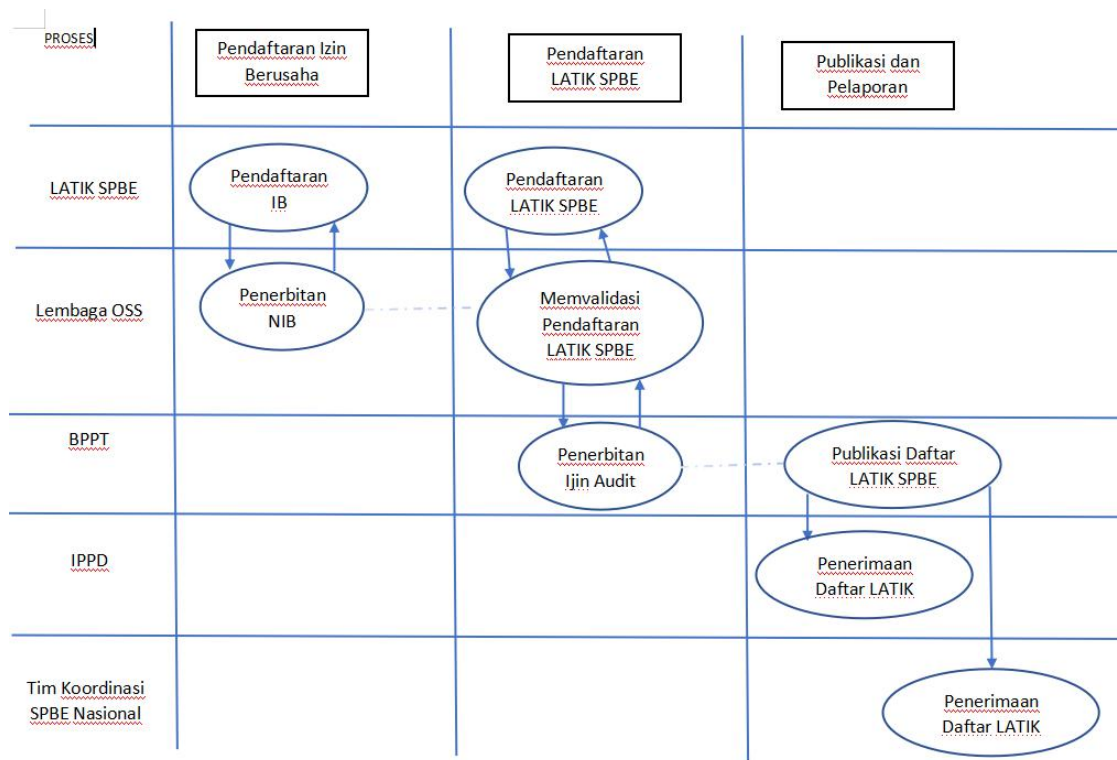 PROSES
Pendaftaran Izin
Berusaha
Pendaftaran
LATIK SPBE
Publikasi dan
Pelaporan
LATIK SPBE
Pendaftaran
IB
Pendaftaran
LATIK SPBE
Lembaga OSS
Penerbitan
NIB
Memvalidasi
Pendaftaran
LATIK SPBE
BPPT
Penerbitan
Ijin Audit
Publikasi Daftar
LATIK SPBE
IPPD
Penerimaan
Daftar LATIK
Tim Koordinasi
SPBE Nasional
Penerimaan
Daftar LATIK